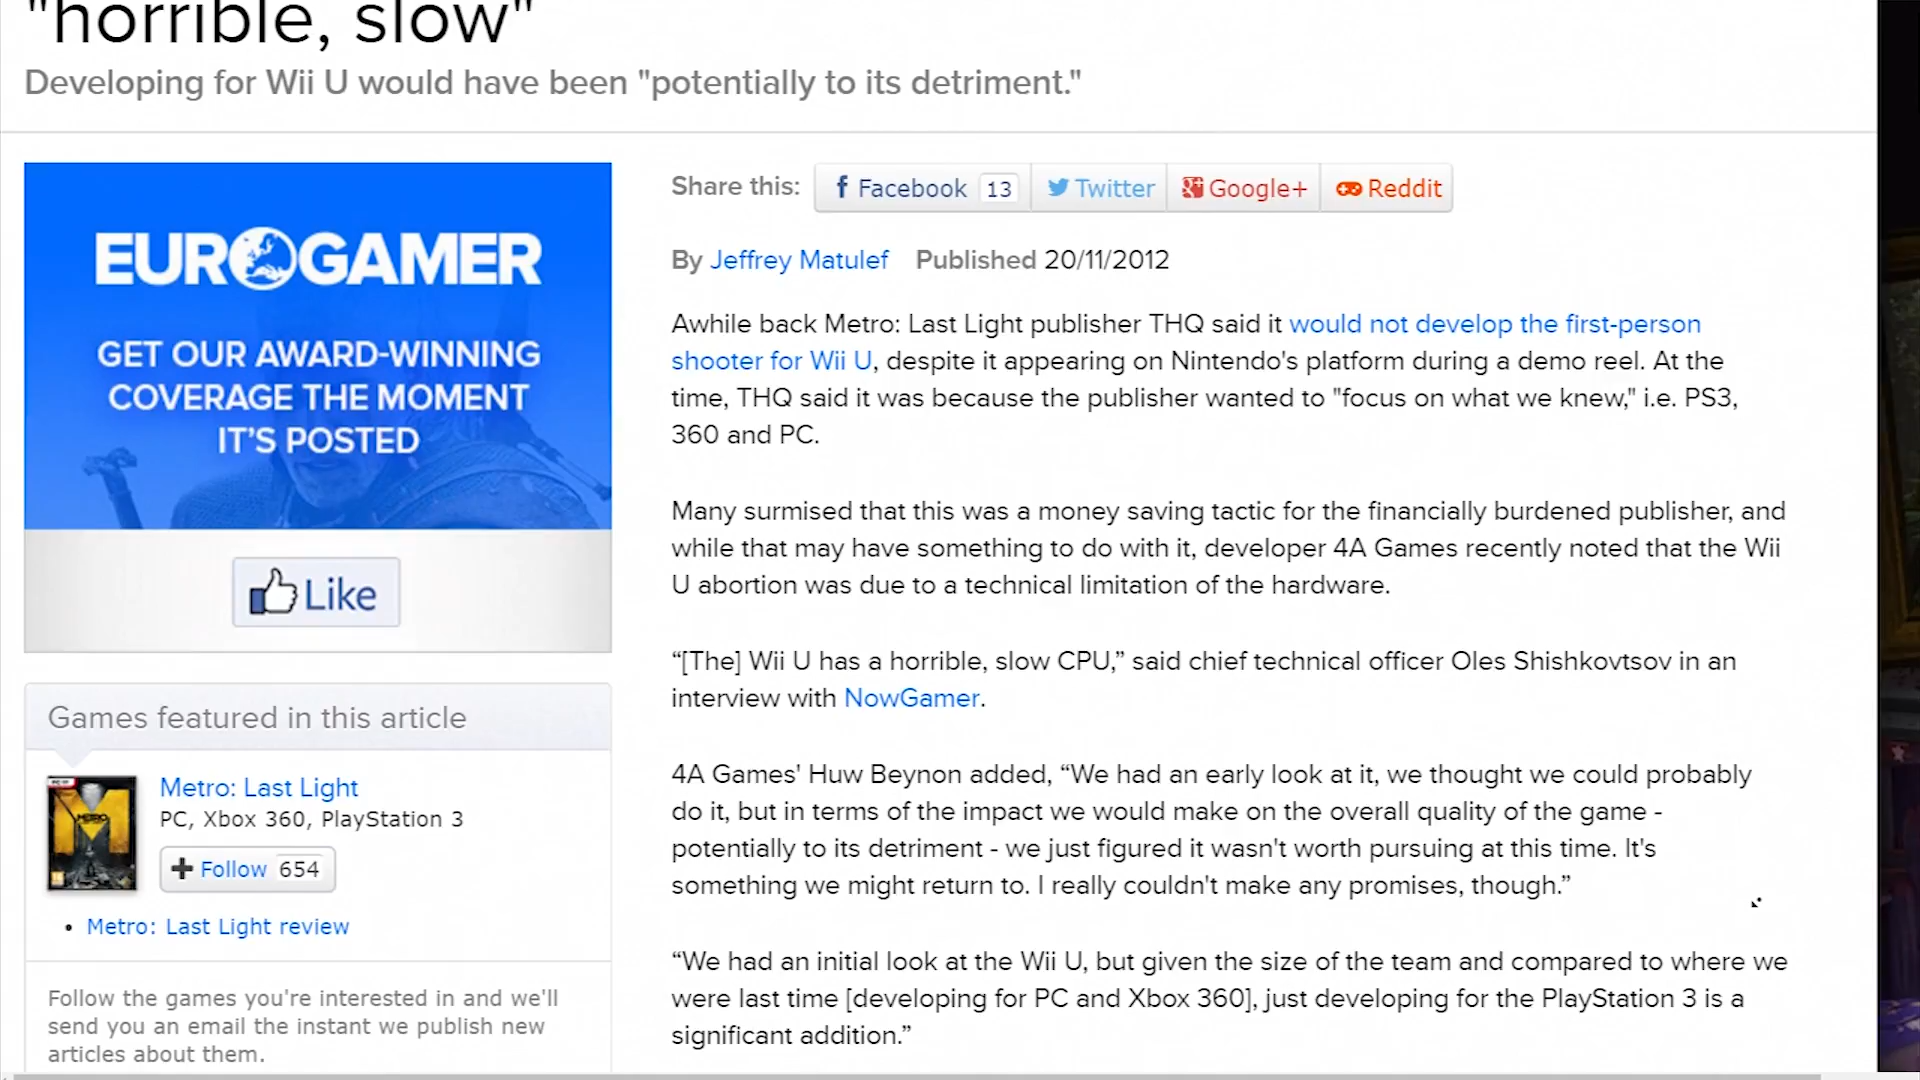 "horrible, slow"
Developing for Wii U would have been "potentially to its detriment."
EUROGAMER
GET OUR AWARD-WINNING
COVERAGE THE MOMENT
IT'S POSTED
Like
Games featured in this article
METRO
Metro: Last Light
PC, Xbox 360, PlayStation 3
Follow 654
• Metro: Last Light review
Follow the games you're interested in and we'll
send you an email the instant we publish new
articles about them.
Share this: Facebook 13 Twitter Google+ Reddit
By Jeffrey Matulef Published 20/11/2012
Awhile back Metro: Last Light publisher THQ said it would not develop the first-person
shooter for Wii U, despite it appearing on Nintendo's platform during a demo reel. At the
time, THQ said it was because the publisher wanted to "focus on what we knew," i.e. PS3,
360 and PC.
Many surmised that this was a money saving tactic for the financially burdened publisher, and
while that may have something to do with it, developer 4A Games recently noted that the Wii
U abortion was due to a technical limitation of the hardware.
“[The] Wii U has a horrible, slow CPU,” said chief technical officer Oles Shishkovtsov in an
interview with NowGamer.
4A Games' Huw Beynon added, “We had an early look at it, we thought we could probably
do it, but in terms of the impact we would make on the overall quality of the game -
potentially to its detriment - we just figured it wasn't worth pursuing at this time. It's
something we might return to. I really couldn't make any promises, though.”
“We had an initial look at the Wii U, but given the size of the team and compared to where we
were last time [developing for PC and Xbox 360], just developing for the PlayStation 3 is a
significant addition.”